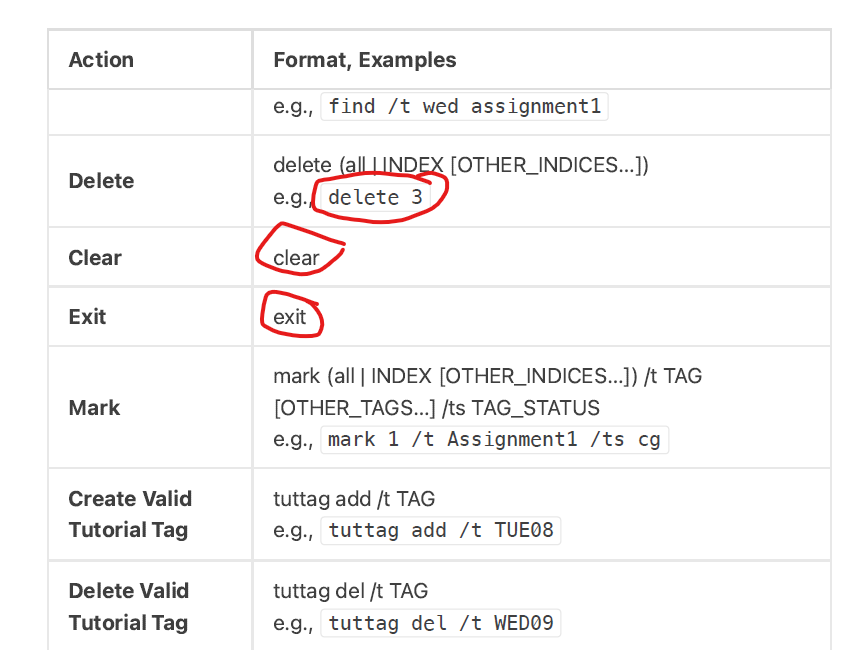 Action Format, Examples
e.g., find /t wed assignment1
Delete delete (all | INDEX [OTHER_INDICES…])
e.g., delete 3
Clear clear
Exit exit
Mark mark (all | INDEX [OTHER_INDICES…]) /t TAG
[OTHER_TAGS…] /ts TAG_STATUS
e.g., mark 1 /t Assignment1 /ts cg
Create Valid tuttag add /t TAG
Tutorial Tag e.g., tuttag add /t TUE08
Delete Valid tuttag del /t TAG
Tutorial Tag e.g., tuttag del /t WED09